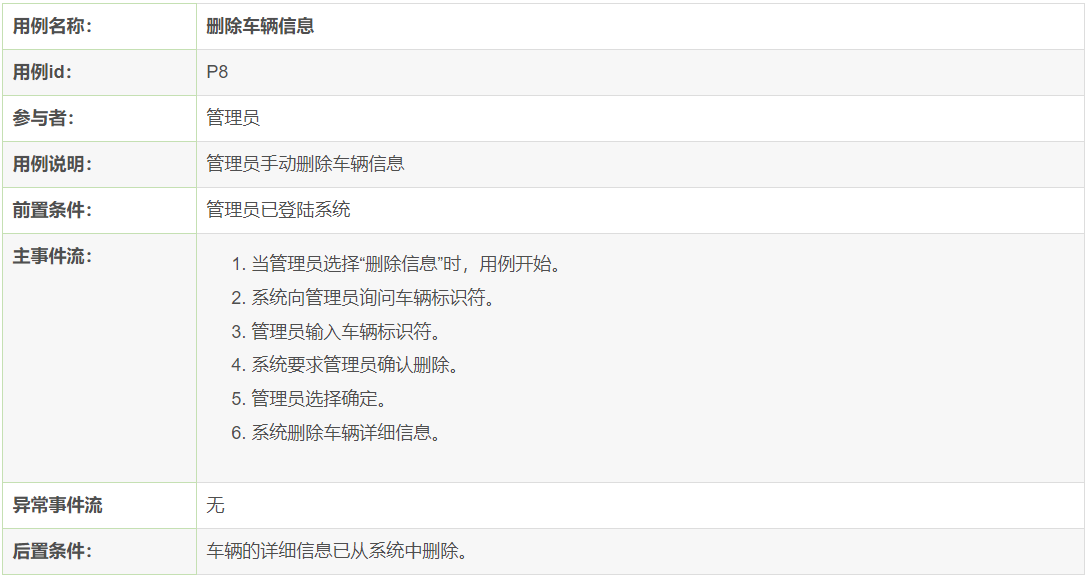 用例名称： 删除车辆信息
用例id： P8
参与者： 管理员
用例说明： 管理员手动删除车辆信息
前置条件： 管理员已登陆系统
主事件流：
1. 当管理员选择“删除信息”时，用例开始。
2. 系统向管理员询问车辆标识符。
3. 管理员输入车辆标识符。
4. 系统要求管理员确认删除。
5. 管理员选择确定。
6. 系统删除车辆详细信息。
异常事件流 无
后置条件： 车辆的详细信息已从系统中删除。